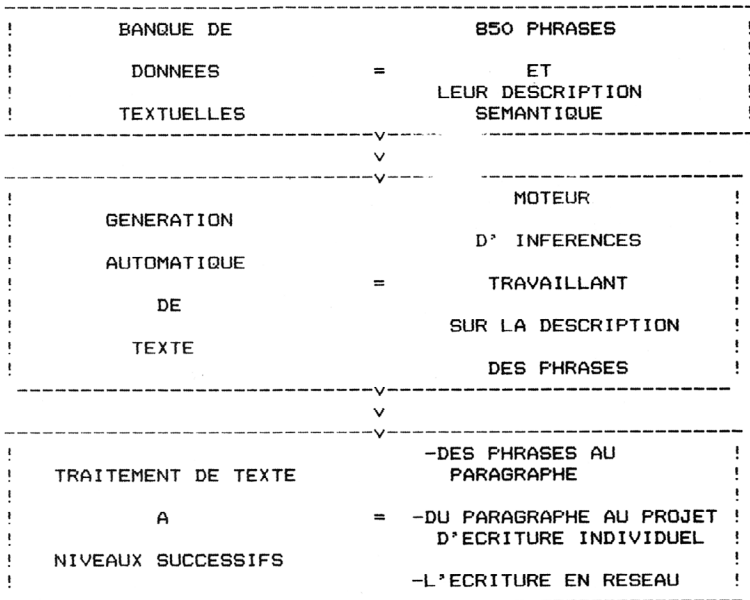 BANQUE DE 850 PHRASES
DONNEES = ET
LEUR DESCRIPTION
TEXTUELLES SEMANTIQUE
MOTEUR
GENERATION
D' INFERENCES
AUTOMATIQUE
= TRAVAILLANT
DE
SUR LA DESCRIPTION
TEXTE
DES PHRASES
-DES PHRASES AU
TRAITEMENT DE TEXTE PARAGRAPHE
A = -DU PARAGRAPHE AU PROJET
D'ECRITURE INDIVIDUEL
NIVEAUX SUCCESSIFS
-L'ECRITURE EN RESEAU